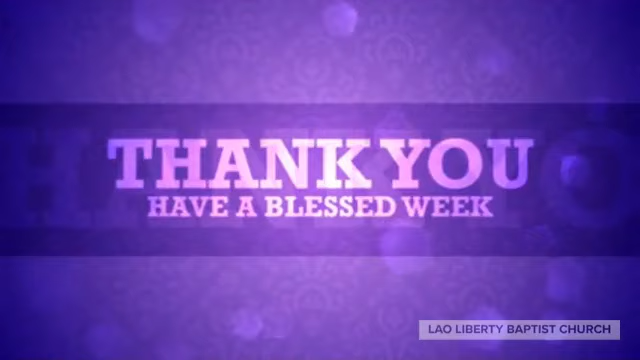 THANK YOU
HAVE A BLESSED WEEK
LAO LIBERTY BAPTIST CHURCH